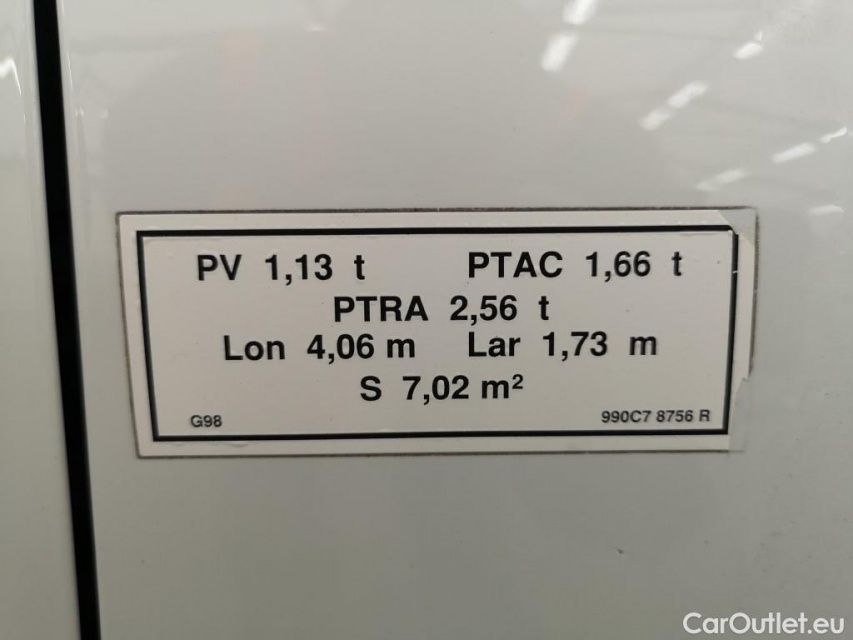 PV 1,13 t PTAC 1,66 t
PTRA 2,56 t
Lon 4,06 m Lar 1,73 m
S 7,02 m²
G98 990C7 8756 R
CarOutlet.eu